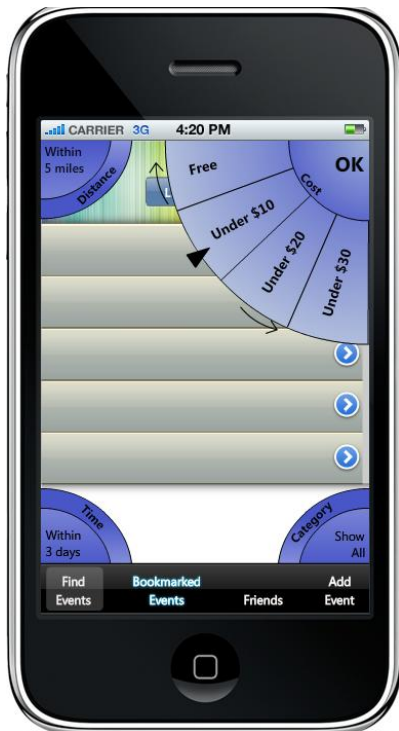 CARRIER 3G 4:20 PM
Within
5 miles
Distance
L
Free
Under $10
Under $20
Under $30
Cost
OK
Time
Within
3 days
Category
Show
All
Find
Events
Bookmarked
Events
Friends
Add
Event